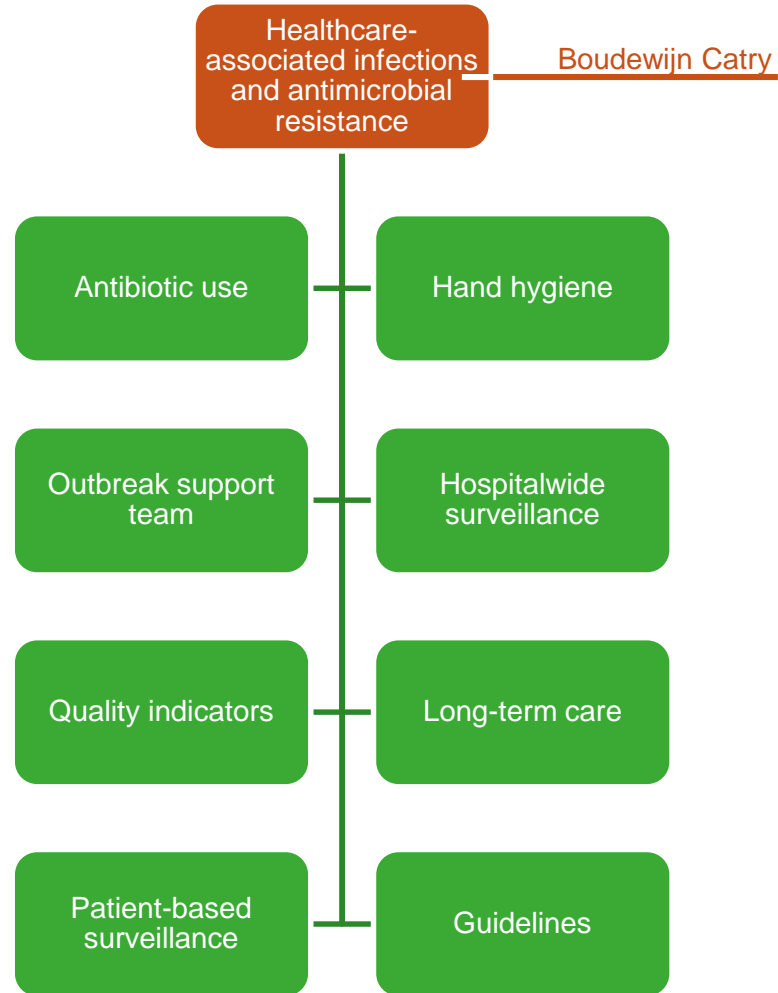 Healthcare-
associated infections
and antimicrobial
resistance
Boudewijn Catry
Antibiotic use
Hand hygiene
Outbreak support
team
Hospitalwide
surveillance
Quality indicators
Long-term care
Patient-based
surveillance
Guidelines